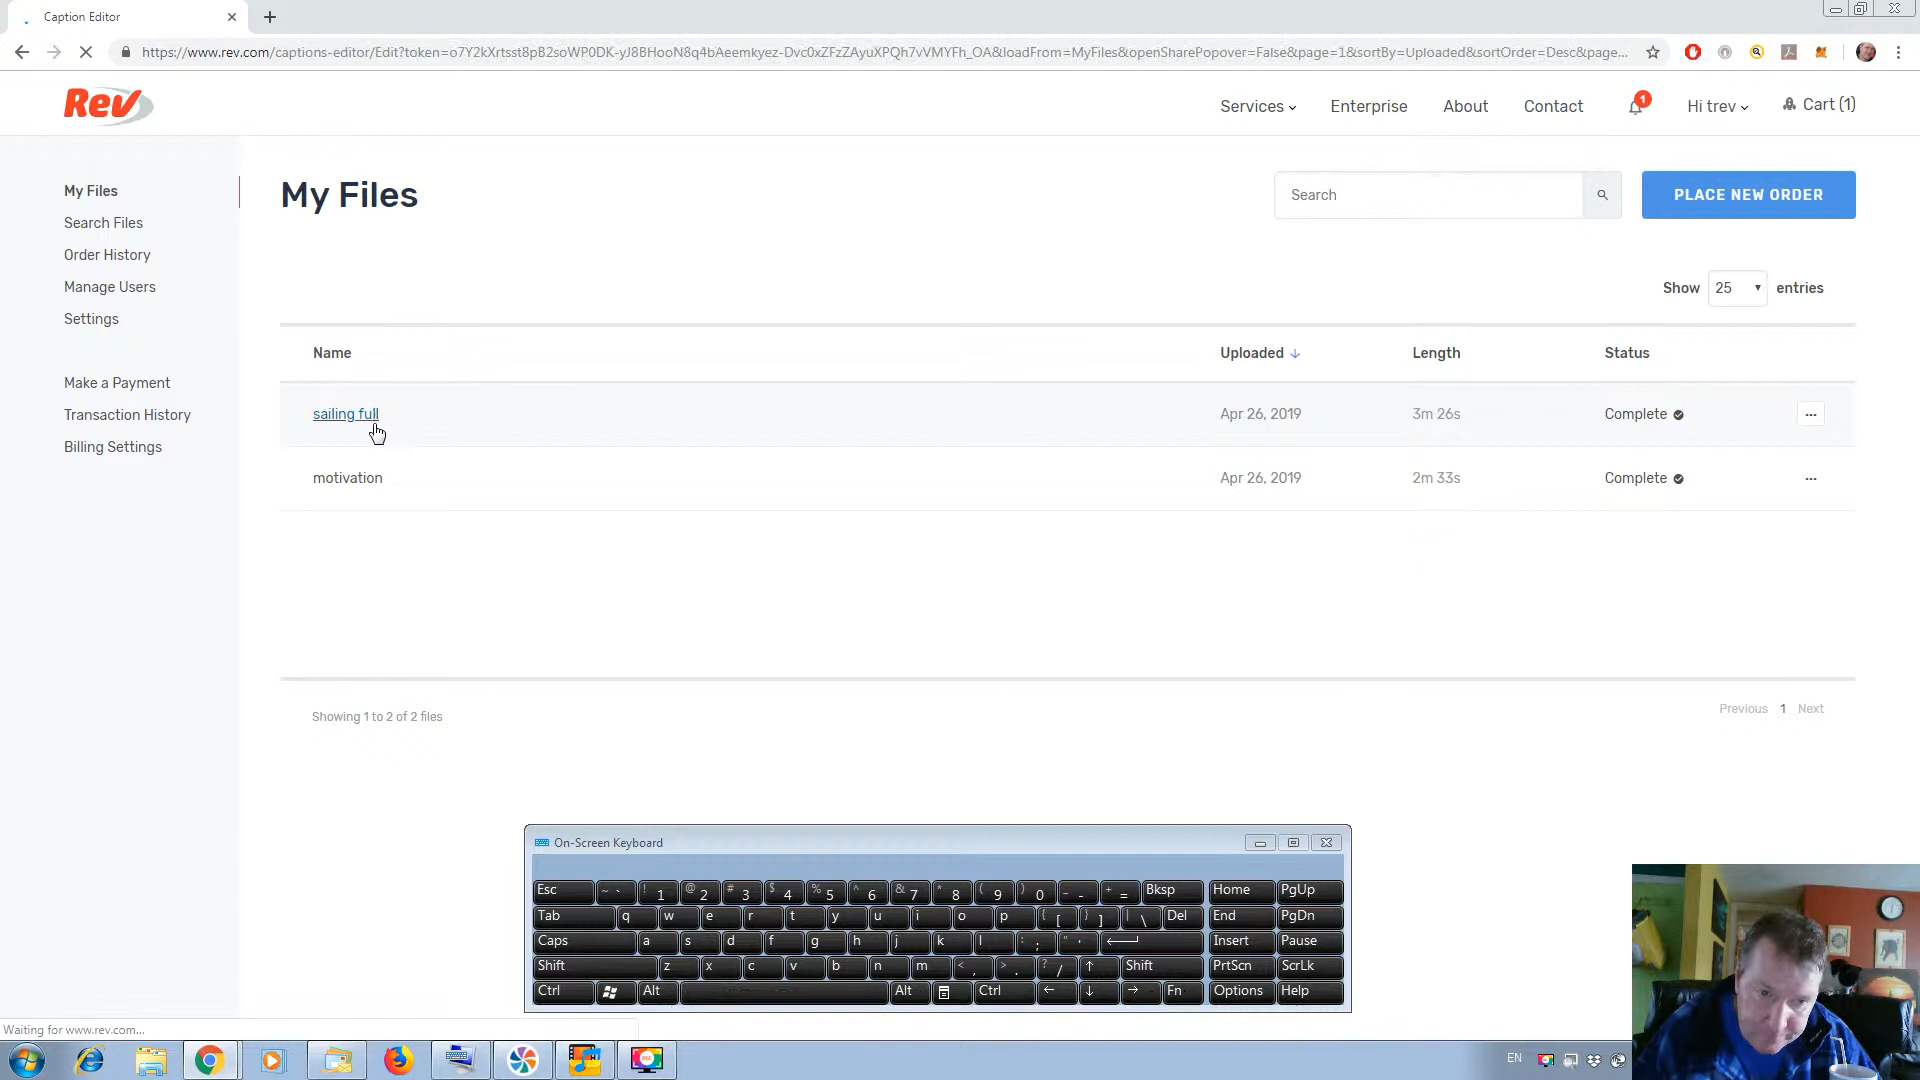 Caption Editor
https://www.rev.com/captions-editor/Edit?token=o7Y2kXrtsst8pB2soWP0DK-yJ8BHooN8q4bAeemkyez-Dvc0xZFzZAyuXPQh7vVMYFh_OA&loadFrom=MyFiles&openSharePopover=False&page=1&sortBy=Uploaded&sortOrder=Desc&page...
Rev
Services
Enterprise
About
Contact
1
Hi trev
Cart (1)
My Files
Search Files
Order History
Manage Users
Settings
Make a Payment
Transaction History
Billing Settings
My Files
Search
PLACE NEW ORDER
Show 25 entries
Name Uploaded Length Status
sailing full Apr 26, 2019 3m 26s Complete ...
motivation Apr 26, 2019 2m 33s Complete ...
Showing 1 to 2 of 2 files
Previous 1 Next
On-Screen Keyboard
Esc ~ ` ! 1 @ 2 # 3 $ 4 % 5 ^ 6 & 7 * 8 ( 9 ) 0 _ - + = Bksp Home PgUp
Tab q w e r t y u i o p { [ } ] | \ Del End PgDn
Caps a s d f g h j k l : ; " ' Insert Pause
Shift z x c v b n m < , > . ? / ↑ Shift PrtScn ScrLk
Ctrl Alt Alt Ctrl ← ↓ → Fn Options Help
Waiting for www.rev.com...
EN
REC